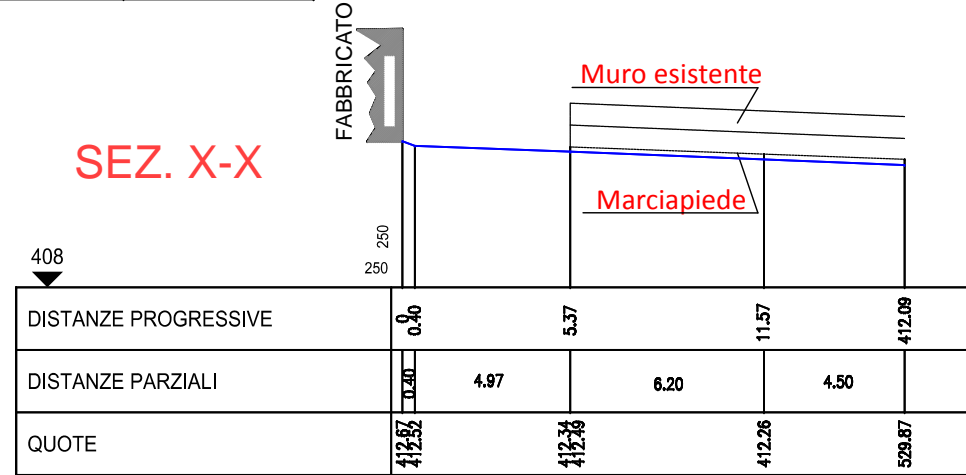 FABBRICATO
Muro esistente
SEZ. X-X
Marciapiede
408
250
250
DISTANZE PROGRESSIVE 0 0.40 5.37 11.57 412.09
DISTANZE PARZIALI 0.40 4.97 6.20 4.50
QUOTE 412.67 412.52 412.34 412.49 412.26 529.87